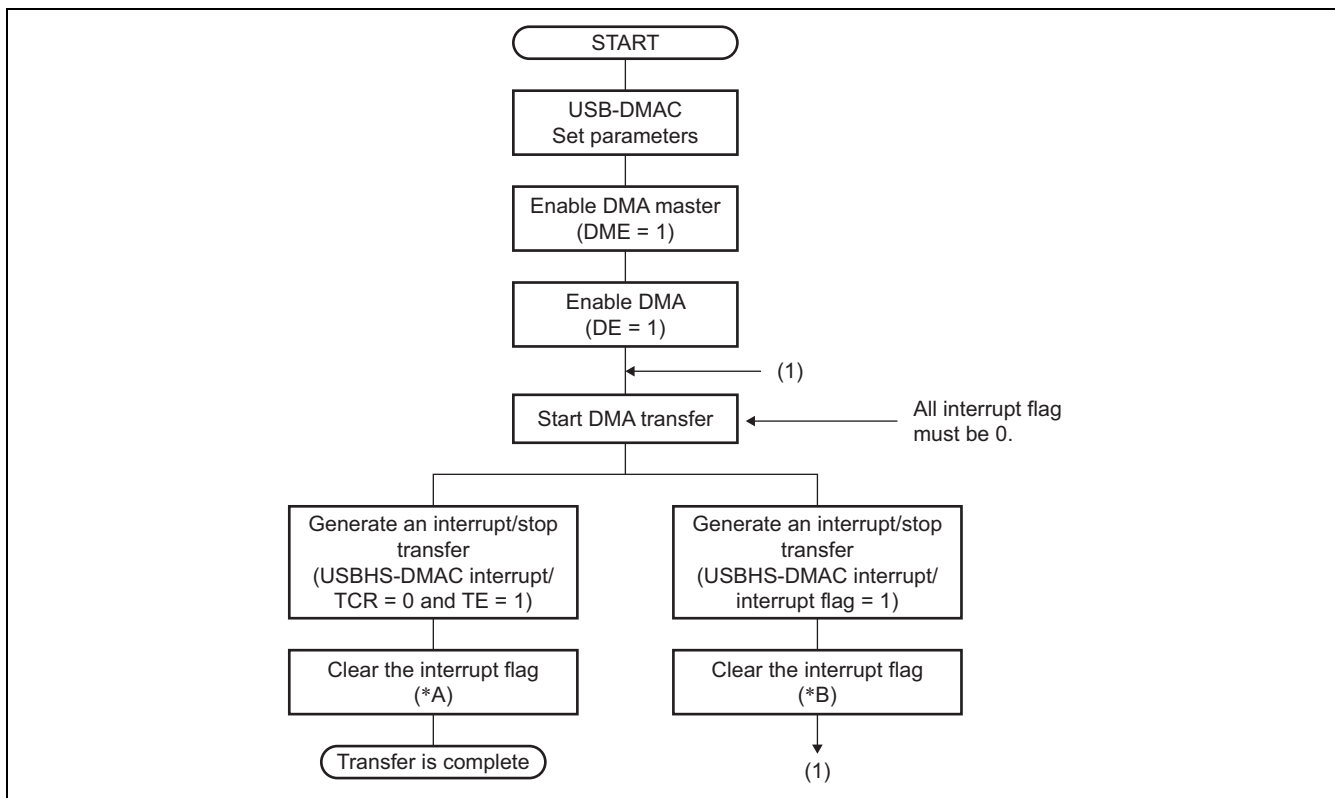 START
USB-DMAC
Set parameters
Enable DMA master
(DME = 1)
Enable DMA
(DE = 1)
(1)
Start DMA transfer
All interrupt flag
must be 0.
Generate an interrupt/stop
transfer
(USBHS-DMAC interrupt/
TCR = 0 and TE = 1)
Generate an interrupt/stop
transfer
(USBHS-DMAC interrupt/
interrupt flag = 1)
Clear the interrupt flag
(*A)
Clear the interrupt flag
(*B)
Transfer is complete
(1)